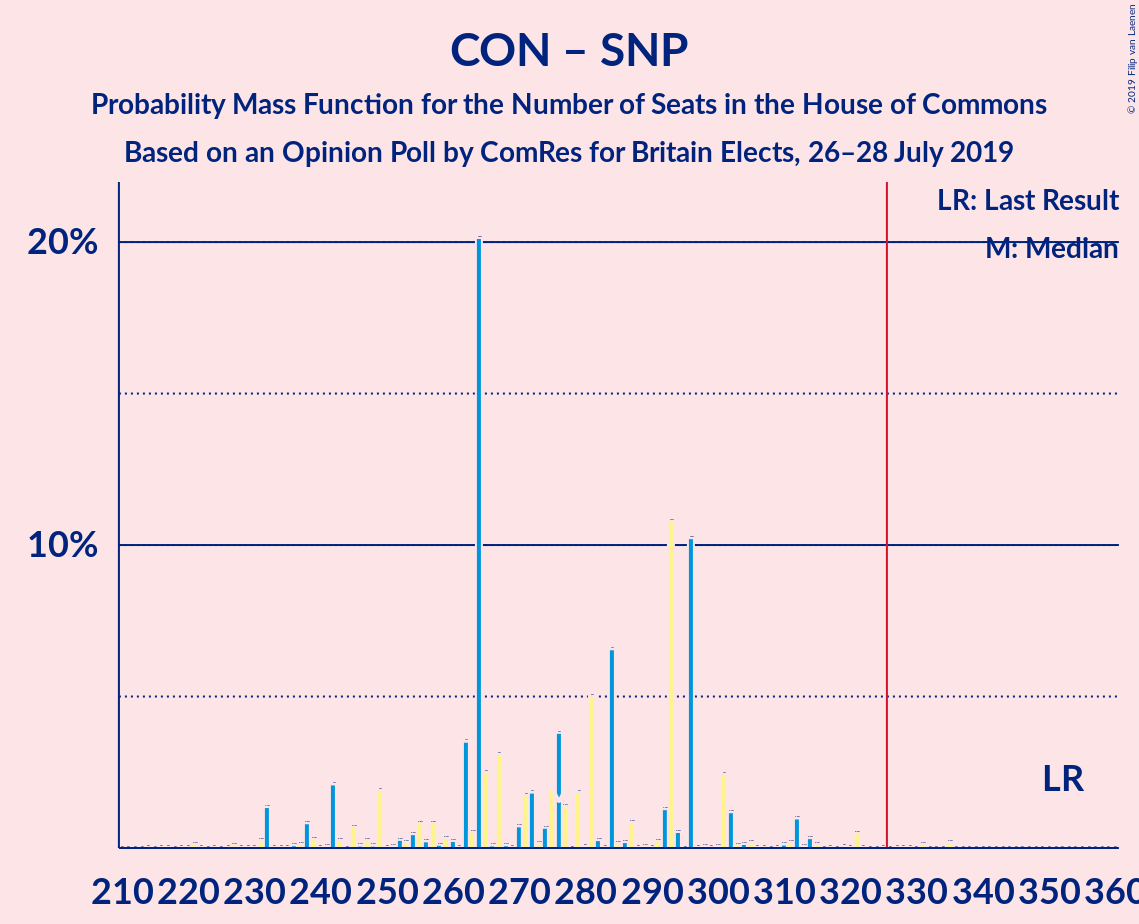 CON – SNP
Probability Mass Function for the Number of Seats in the House of Commons
Based on an Opinion Poll by ComRes for Britain Elects, 26–28 July 2019
© 2019 Filip van Laenen
LR: Last Result
M: Median
20%
10%
LR
210 220 230 240 250 260 270 280 290 300 310 320 330 340 350 360